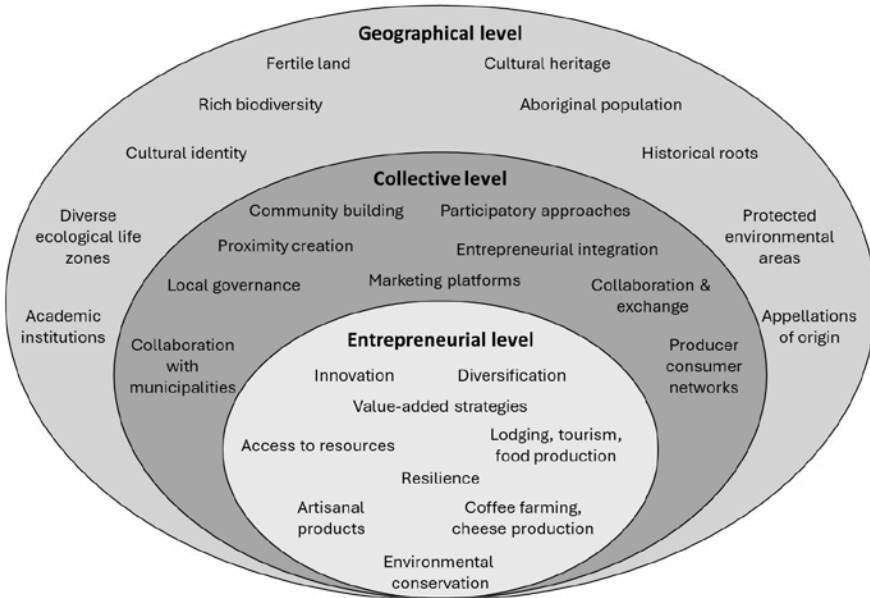 Geographical level
Fertile land
Cultural heritage
Rich biodiversity
Aboriginal population
Cultural identity
Historical roots
Diverse
ecological life
zones
Protected
environmental
areas
Academic
institutions
Appellations
of origin
Collective level
Community building
Participatory approaches
Proximity creation
Entrepreneurial integration
Local governance
Marketing platforms
Collaboration &
exchange
Collaboration
with
municipalities
Producer
consumer
networks
Entrepreneurial level
Innovation
Diversification
Value-added strategies
Access to resources
Lodging, tourism,
food production
Resilience
Artisanal
products
Coffee farming,
cheese production
Environmental
conservation